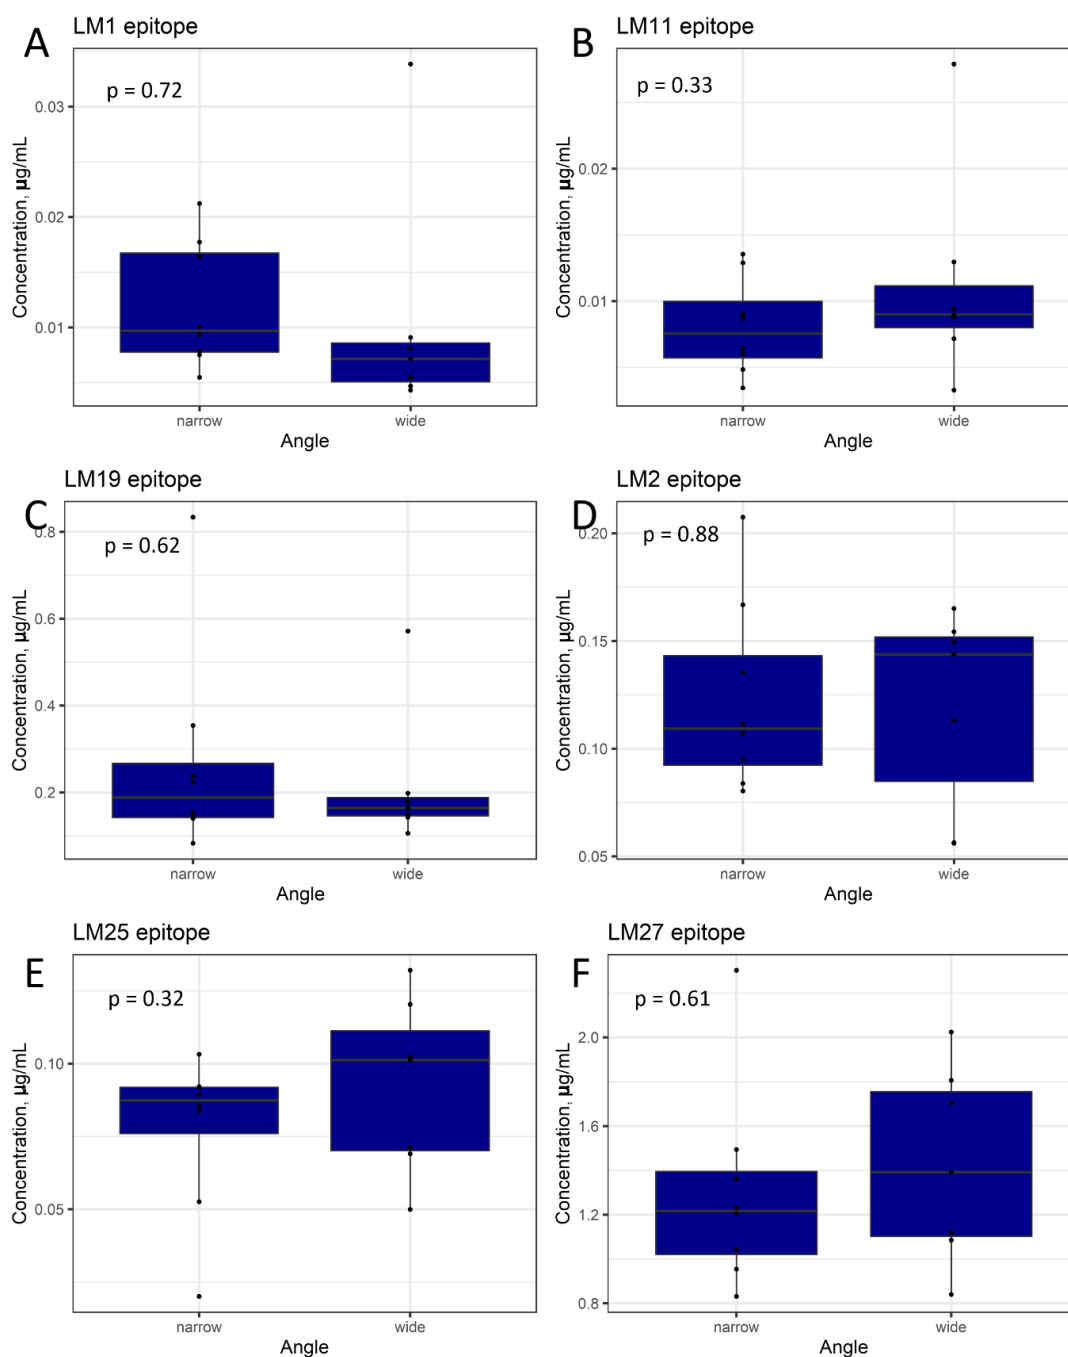 A
LM1 epitope
p = 0.72
Concentration, µg/mL
0.03
0.02
0.01
narrow
wide
Angle
B
LM11 epitope
p = 0.33
Concentration, µg/mL
0.02
0.01
narrow
wide
Angle
C
LM19 epitope
p = 0.62
Concentration, µg/mL
0.8
0.6
0.4
0.2
narrow
wide
Angle
D
LM2 epitope
p = 0.88
Concentration, µg/mL
0.20
0.15
0.10
0.05
narrow
wide
Angle
E
LM25 epitope
p = 0.32
Concentration, µg/mL
0.10
0.05
narrow
wide
Angle
F
LM27 epitope
p = 0.61
Concentration, µg/mL
2.0
1.6
1.2
0.8
narrow
wide
Angle